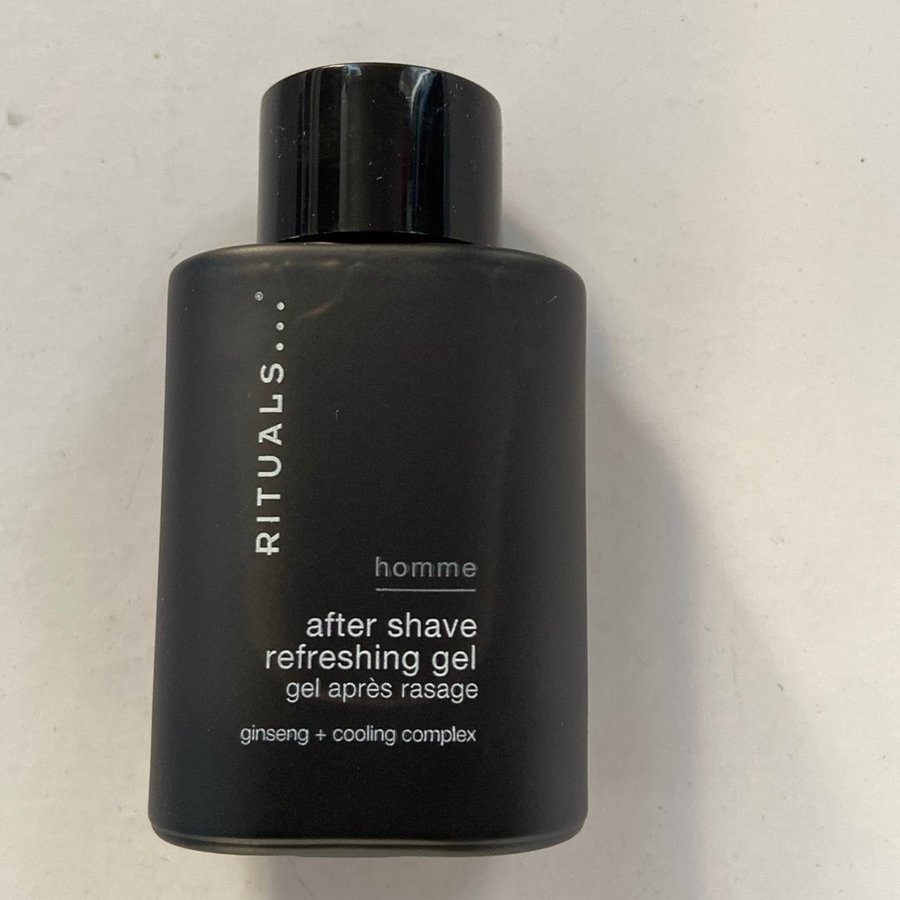 RITUALS...®
homme
after shave
refreshing gel
gel après rasage
ginseng + cooling complex